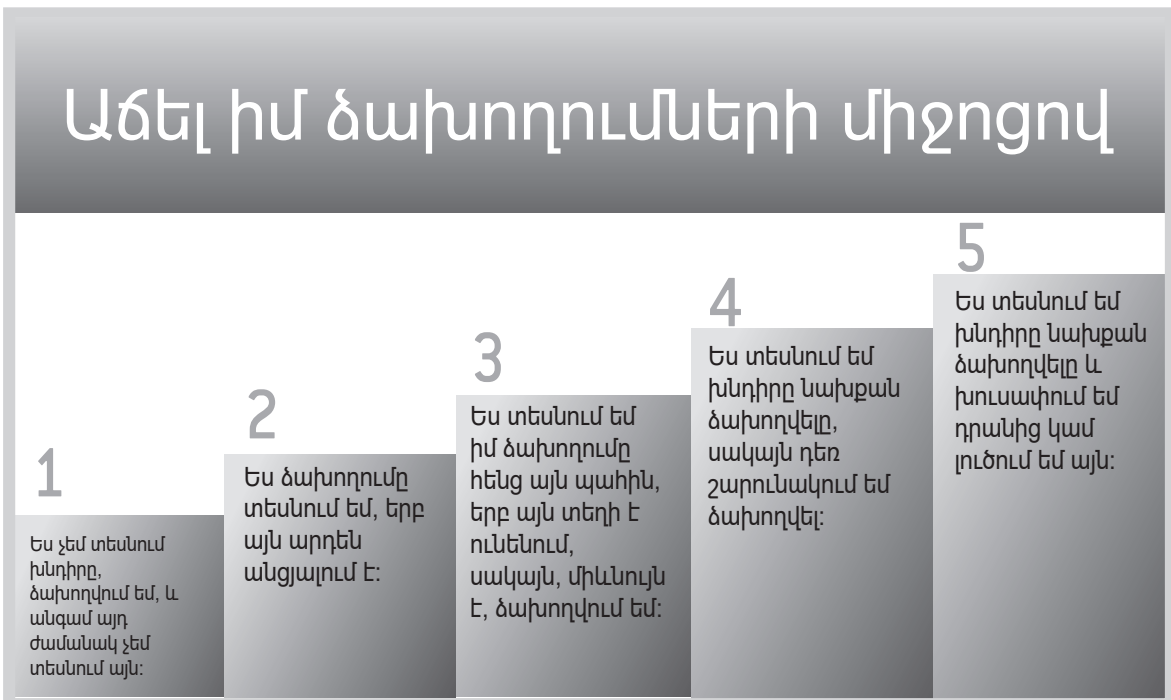 Աճել իմ ձախողումների միջոցով
1
Ես չեմ տեսնում
խնդիրը,
ձախողվում եմ, և
անգամ այդ
ժամանակ չեմ
տեսնում այն:
2
Ես ձախողումը
տեսնում եմ, երբ
այն արդեն
անցյալում է:
3
Ես տեսնում եմ
իմ ձախողումը
հենց այն պահին,
երբ այն տեղի է
ունենում,
սակայն, միևնույն
է, ձախողվում եմ:
4
Ես տեսնում եմ
խնդիրը նախքան
ձախողվելը,
սակայն դեռ
շարունակում եմ
ձախողվել:
5
Ես տեսնում եմ
խնդիրը նախքան
ձախողվելը և
խուսափում եմ
դրանից կամ
լուծում եմ այն: